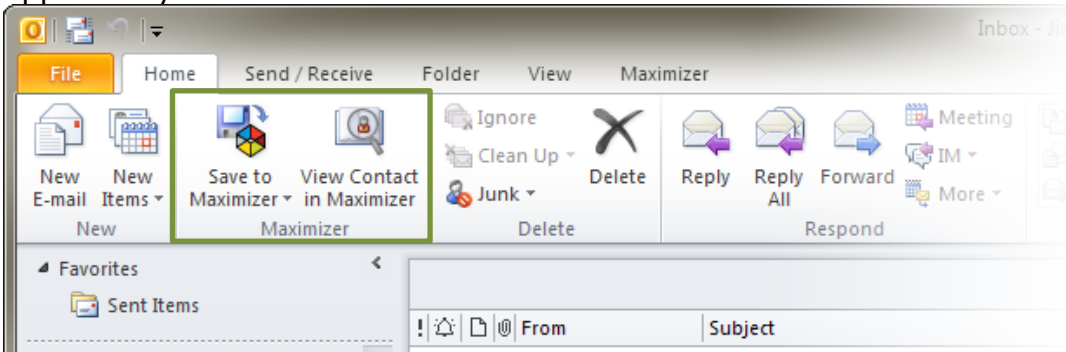 Inbox - Ji
File Home Send / Receive Folder View Maximizer
New E-mail
New Items
Save to Maximizer
View Contact in Maximizer
Ignore
Clean Up
Junk
Delete
Reply
Reply All
Forward
Meeting
IM
More
New Maximizer Delete Respond
Favorites
Sent Items
! From Subject